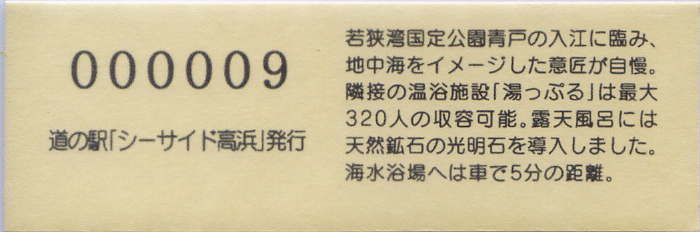 000009
道の駅｢シーサイド高浜｣発行
若狭湾国定公園青戸の入江に臨み、
地中海をイメージした意匠が自慢。
隣接の温浴施設｢湯っぷる｣は最大
320人の収容可能。露天風呂には
天然鉱石の光明石を導入しました。
海水浴場へは車で5分の距離。